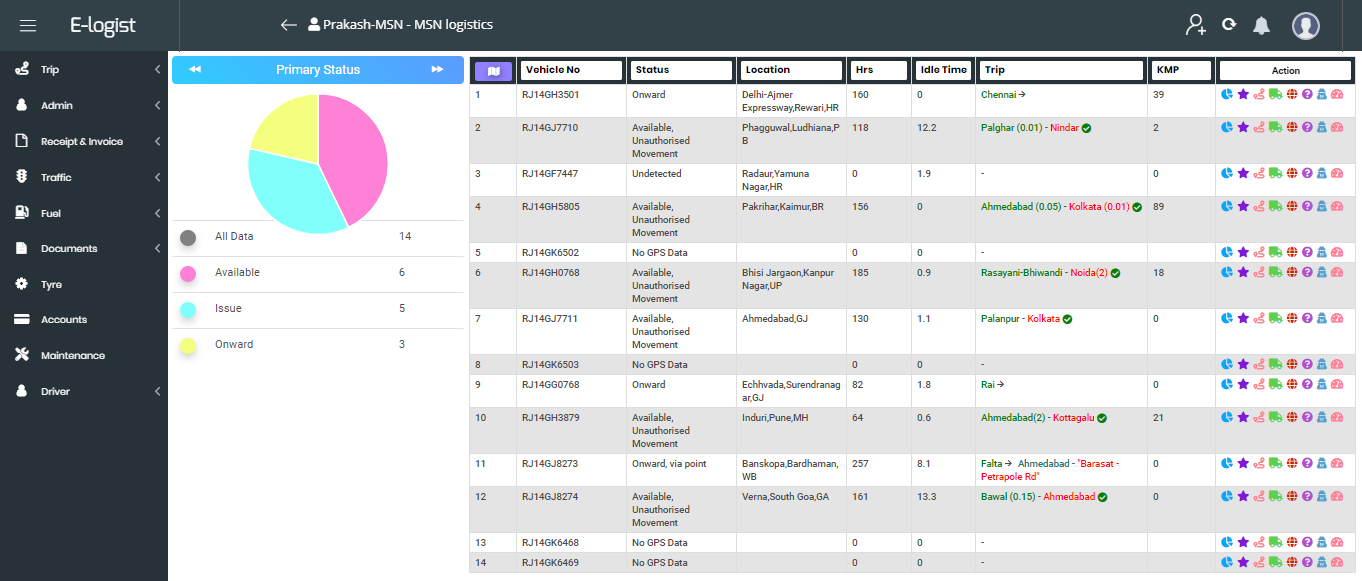 E-logist
Prakash-MSN - MSN logistics
Trip
Admin
Receipt & Invoice
Traffic
Fuel
Documents
Tyre
Accounts
Maintenance
Driver
Primary Status
All Data 14
Available 6
Issue 5
Onward 3
Vehicle No Status Location Hrs Idle Time Trip KMP Action
1 RJ14GH3501 Onward Delhi-Ajmer 160 0 Chennai → 39
Expressway,Rewari,HR
2 RJ14GJ7710 Available, Phagguwal,Ludhiana,P 118 12.2 Palghar (0.01) - Nindar 2
Unauthorised B
Movement
3 RJ14GF7447 Undetected Radaur,Yamuna 0 1.9 - 0
Nagar,HR
4 RJ14GH5805 Available, Pakrihar,Kaimur,BR 156 0 Ahmedabad (0.05) - Kolkata (0.01) 89
Unauthorised
Movement
5 RJ14GK6502 No GPS Data 0 0 -
6 RJ14GH0768 Available, Bhisi Jargaon,Kanpur 185 0.9 Rasayani-Bhiwandi - Noida(2) 18
Unauthorised Nagar,UP
Movement
7 RJ14GJ7711 Available, Ahmedabad,GJ 130 1.1 Palanpur - Kolkata 0
Unauthorised
Movement
8 RJ14GK6503 No GPS Data 0 0 -
9 RJ14GG0768 Onward Echhvada,Surendranag 82 1.8 Rai → 0
ar,GJ
10 RJ14GH3879 Available, Induri,Pune,MH 64 0.6 Ahmedabad(2) - Kottagalu 21
Unauthorised
Movement
11 RJ14GJ8273 Onward, via point Banskopa,Bardhaman, 257 8.1 Falta → Ahmedabad - "Barasat - 0
WB Petrapole Rd"
12 RJ14GJ8274 Available, Verna,South Goa,GA 161 13.3 Bawal (0.15) - Ahmedabad 0
Unauthorised
Movement
13 RJ14GK6468 No GPS Data 0 0 -
14 RJ14GK6469 No GPS Data 0 0 -